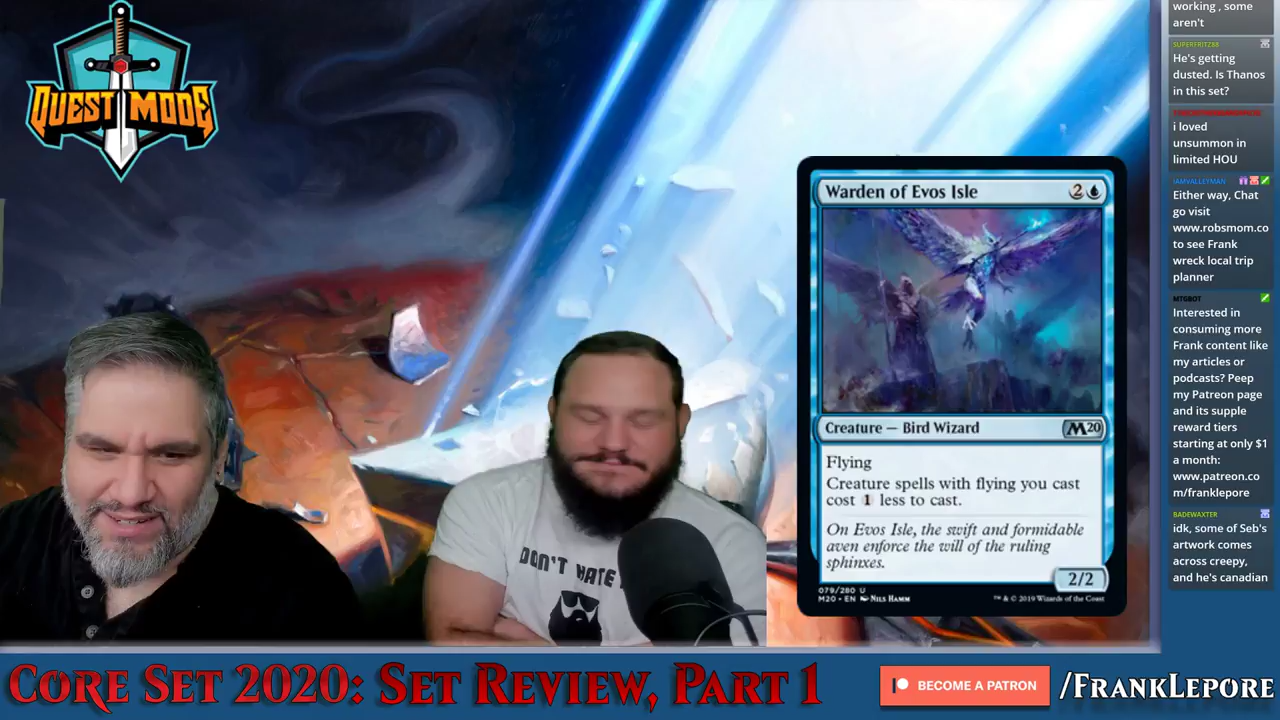 QUEST MODE
Warden of Evos Isle
2
Creature — Bird Wizard
M20
Flying
Creature spells with flying you cast
cost 1 less to cast.
On Evos Isle, the swift and formidable
aven enforce the will of the ruling
sphinxes.
2/2
079/280 U
M20 • EN NILS HAMM
™ & © 2019 Wizards of the Coast
DON'T HATE
working , some
aren't
SUPERFRITZ88
He's getting
dusted. Is Thanos
in this set?
i loved
unsummon in
limited HOU
IAMVALLEYMAN
Either way, Chat
go visit
www.robsmom.co
to see Frank
wreck local trip
planner
MTGBOT
Interested in
consuming more
Frank content like
my articles or
podcasts? Peep
my Patreon page
and its supple
reward tiers
starting at only $1
a month:
www.patreon.co
m/franklepore
BADEWAXTER
idk, some of Seb's
artwork comes
across creepy,
and he's canadian
CORE SET 2020: SET REVIEW, PART 1
BECOME A PATRON
/FRANKLEPORE